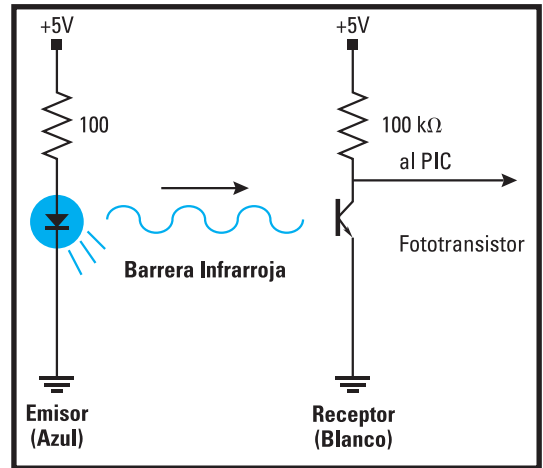 +5V
+5V
100
100 kΩ
al PIC
Barrera Infrarroja
Fototransistor
Emisor
(Azul)
Receptor
(Blanco)